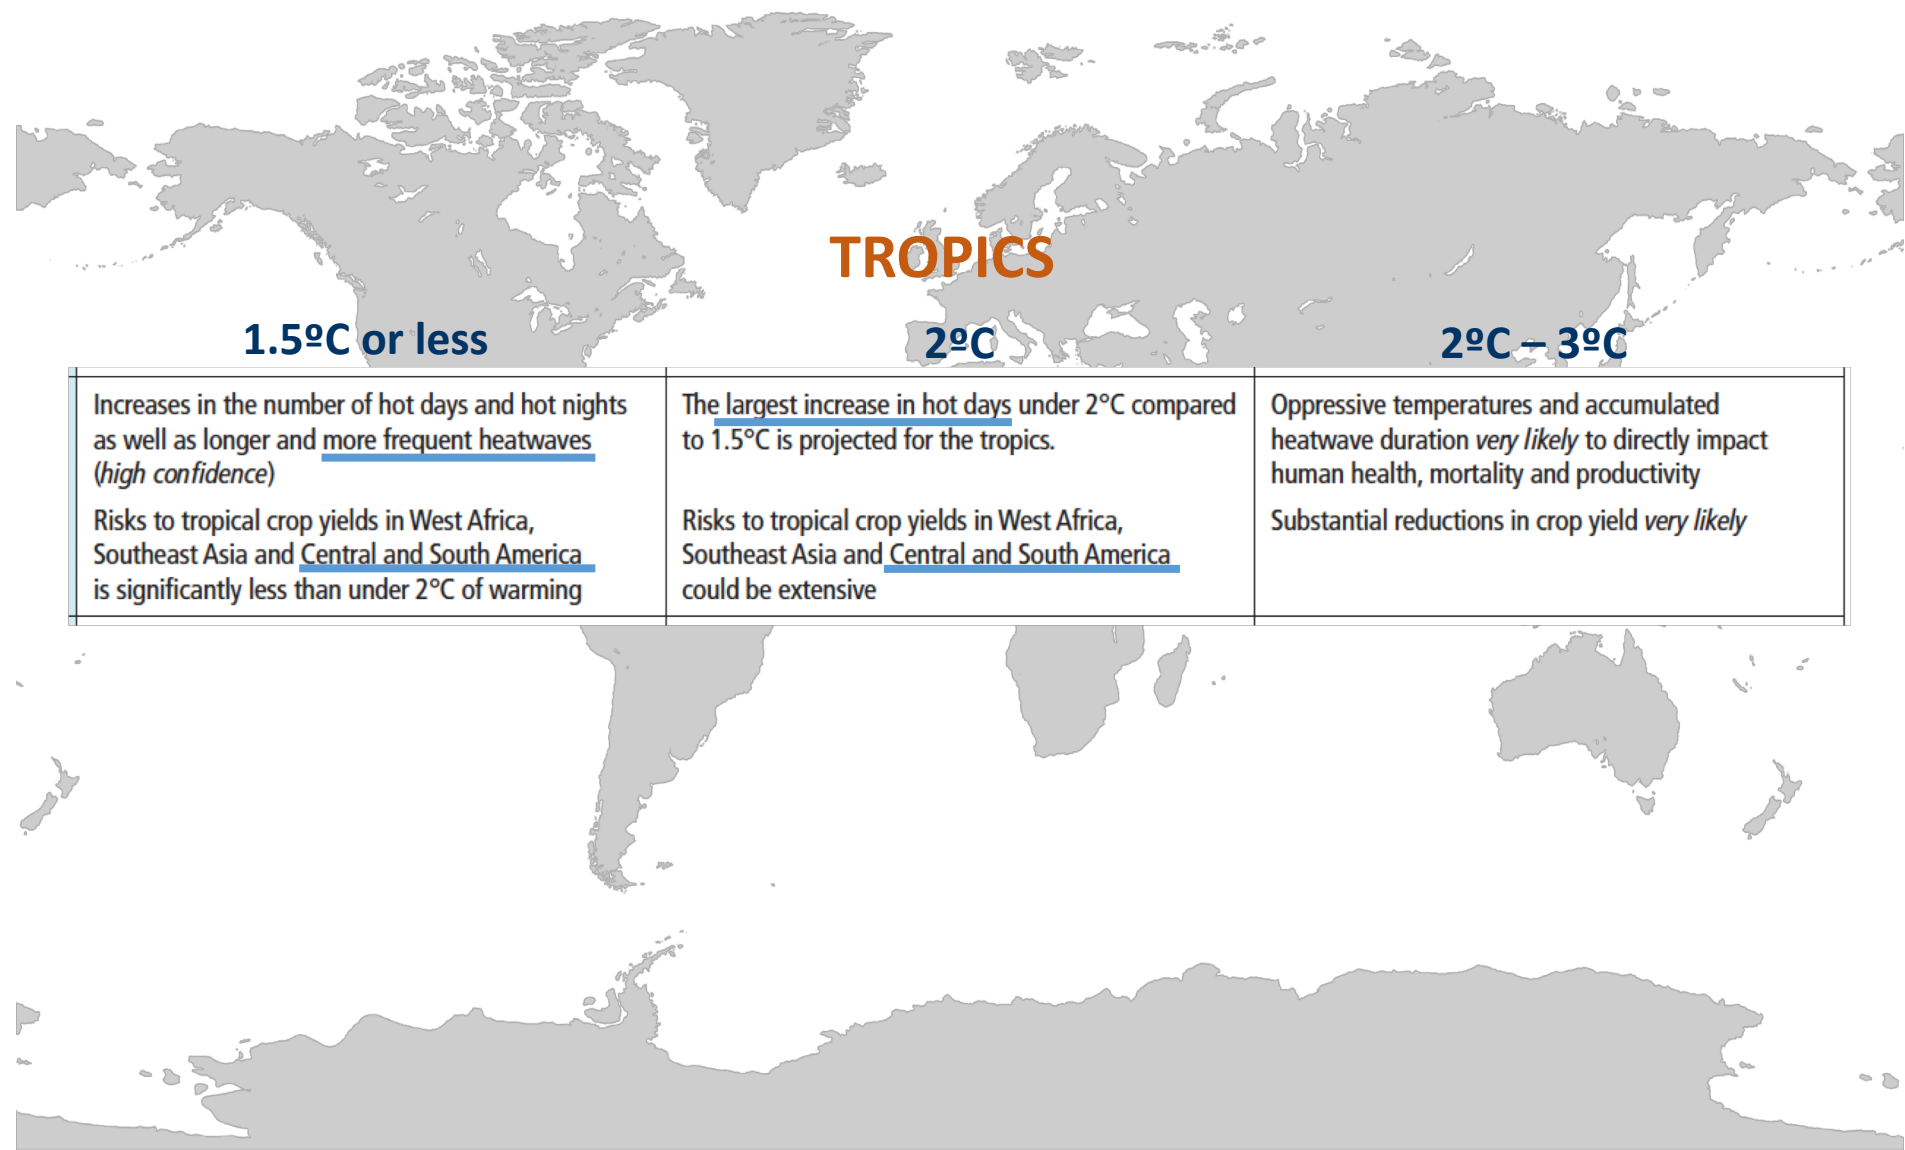 TROPICS
1.5ºC or less
2ºC
2ºC – 3ºC
Increases in the number of hot days and hot nights
as well as longer and more frequent heatwaves
(high confidence)
Risks to tropical crop yields in West Africa,
Southeast Asia and Central and South America
is significantly less than under 2°C of warming
The largest increase in hot days under 2°C compared
to 1.5°C is projected for the tropics.
Risks to tropical crop yields in West Africa,
Southeast Asia and Central and South America
could be extensive
Oppressive temperatures and accumulated
heatwave duration very likely to directly impact
human health, mortality and productivity
Substantial reductions in crop yield very likely